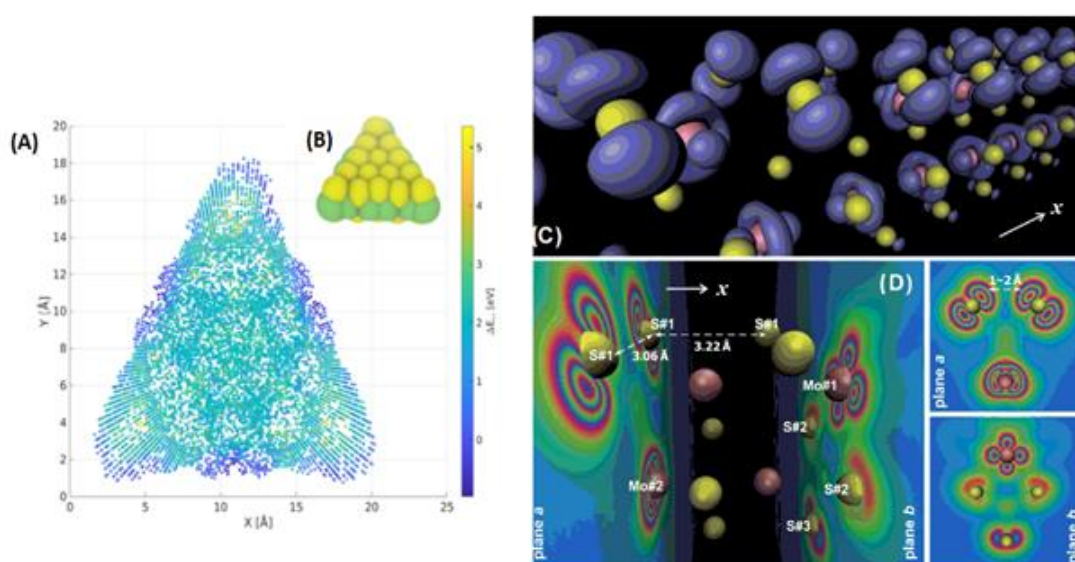 (A)
20
18
16
14
12
10
8
6
4
2
0
Y [Å]
0 5 10 15 20 25
X [Å]
(B)
5
4
3
2
1
0
[eV]
(C)
x
(D)
x
S#1
S#1
S#1
3.06 Å
3.22 Å
Mo#1
S#2
Mo#2
S#2
S#3
plane a
plane b
1~2 Å
plane a
plane b